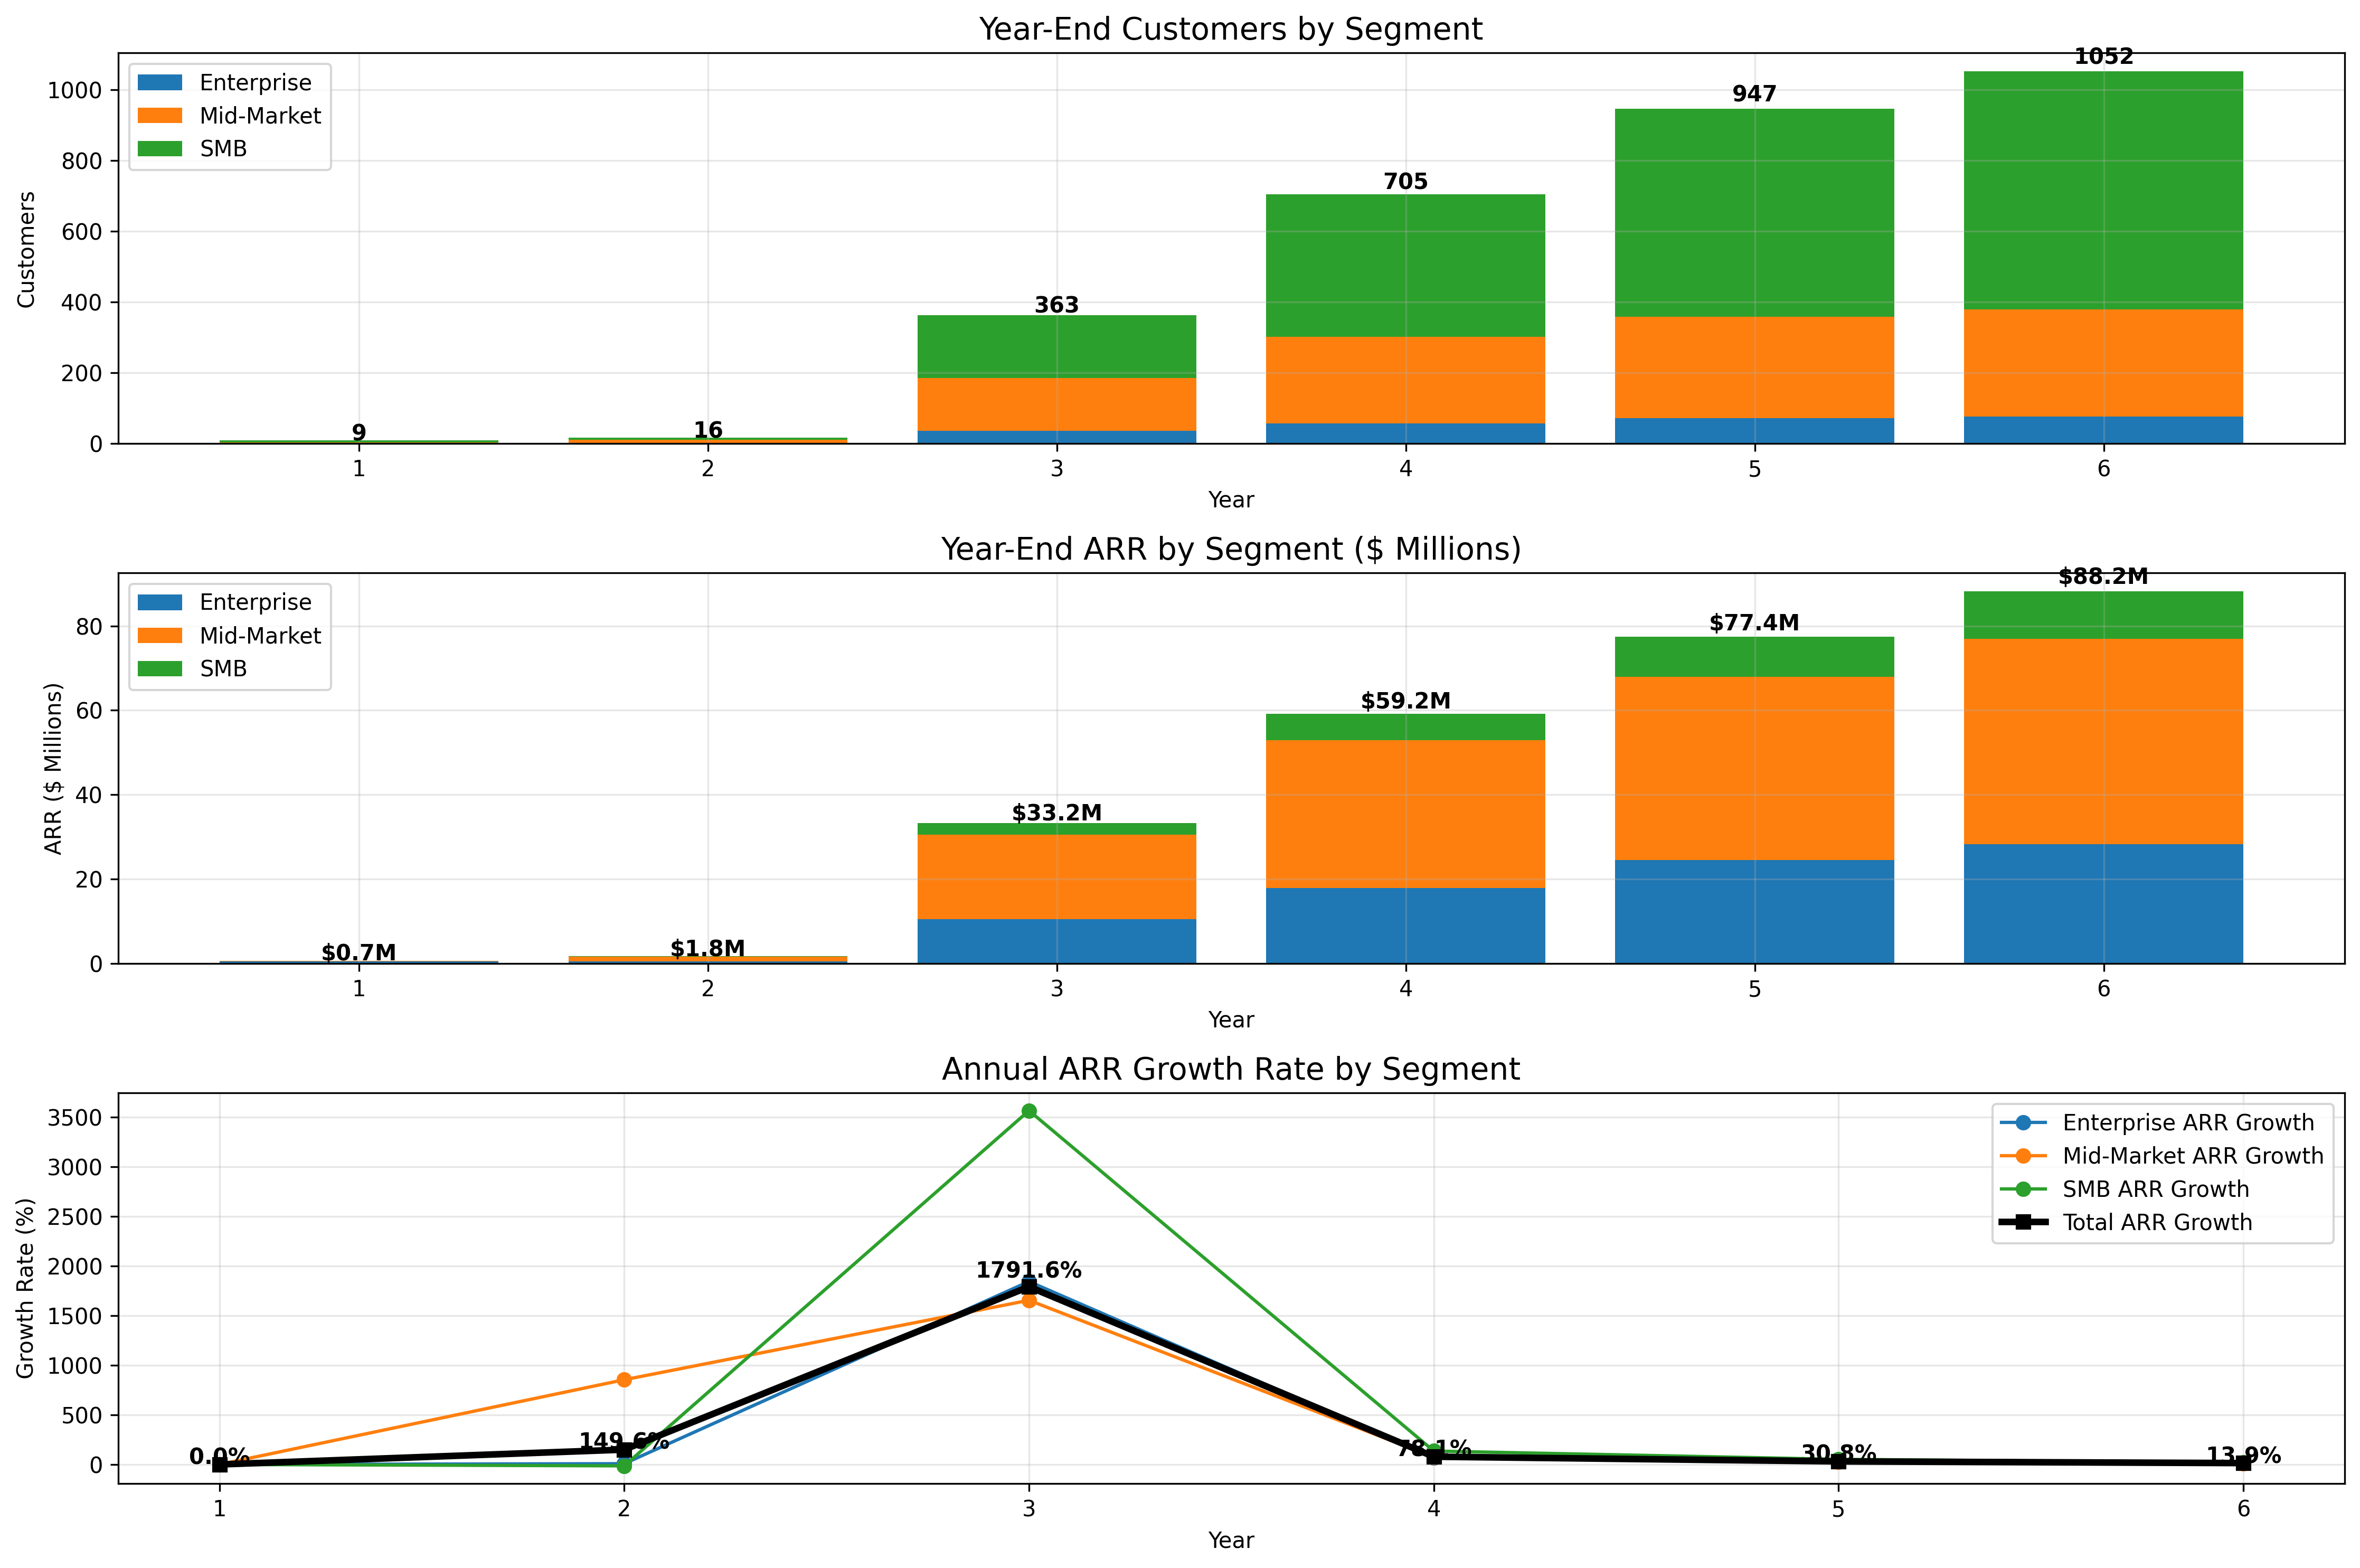 Year-End Customers by Segment
Enterprise
Mid-Market
SMB
Customers
1000
800
600
400
200
0
9
16
363
705
947
1052
1
2
3
4
5
6
Year
Year-End ARR by Segment ($ Millions)
Enterprise
Mid-Market
SMB
ARR ($ Millions)
80
60
40
20
0
$0.7M
$1.8M
$33.2M
$59.2M
$77.4M
$88.2M
1
2
3
4
5
6
Year
Annual ARR Growth Rate by Segment
Enterprise ARR Growth
Mid-Market ARR Growth
SMB ARR Growth
Total ARR Growth
Growth Rate (%)
3500
3000
2500
2000
1500
1000
500
0
0.0%
149.6%
1791.6%
78.1%
30.8%
13.9%
1
2
3
4
5
6
Year